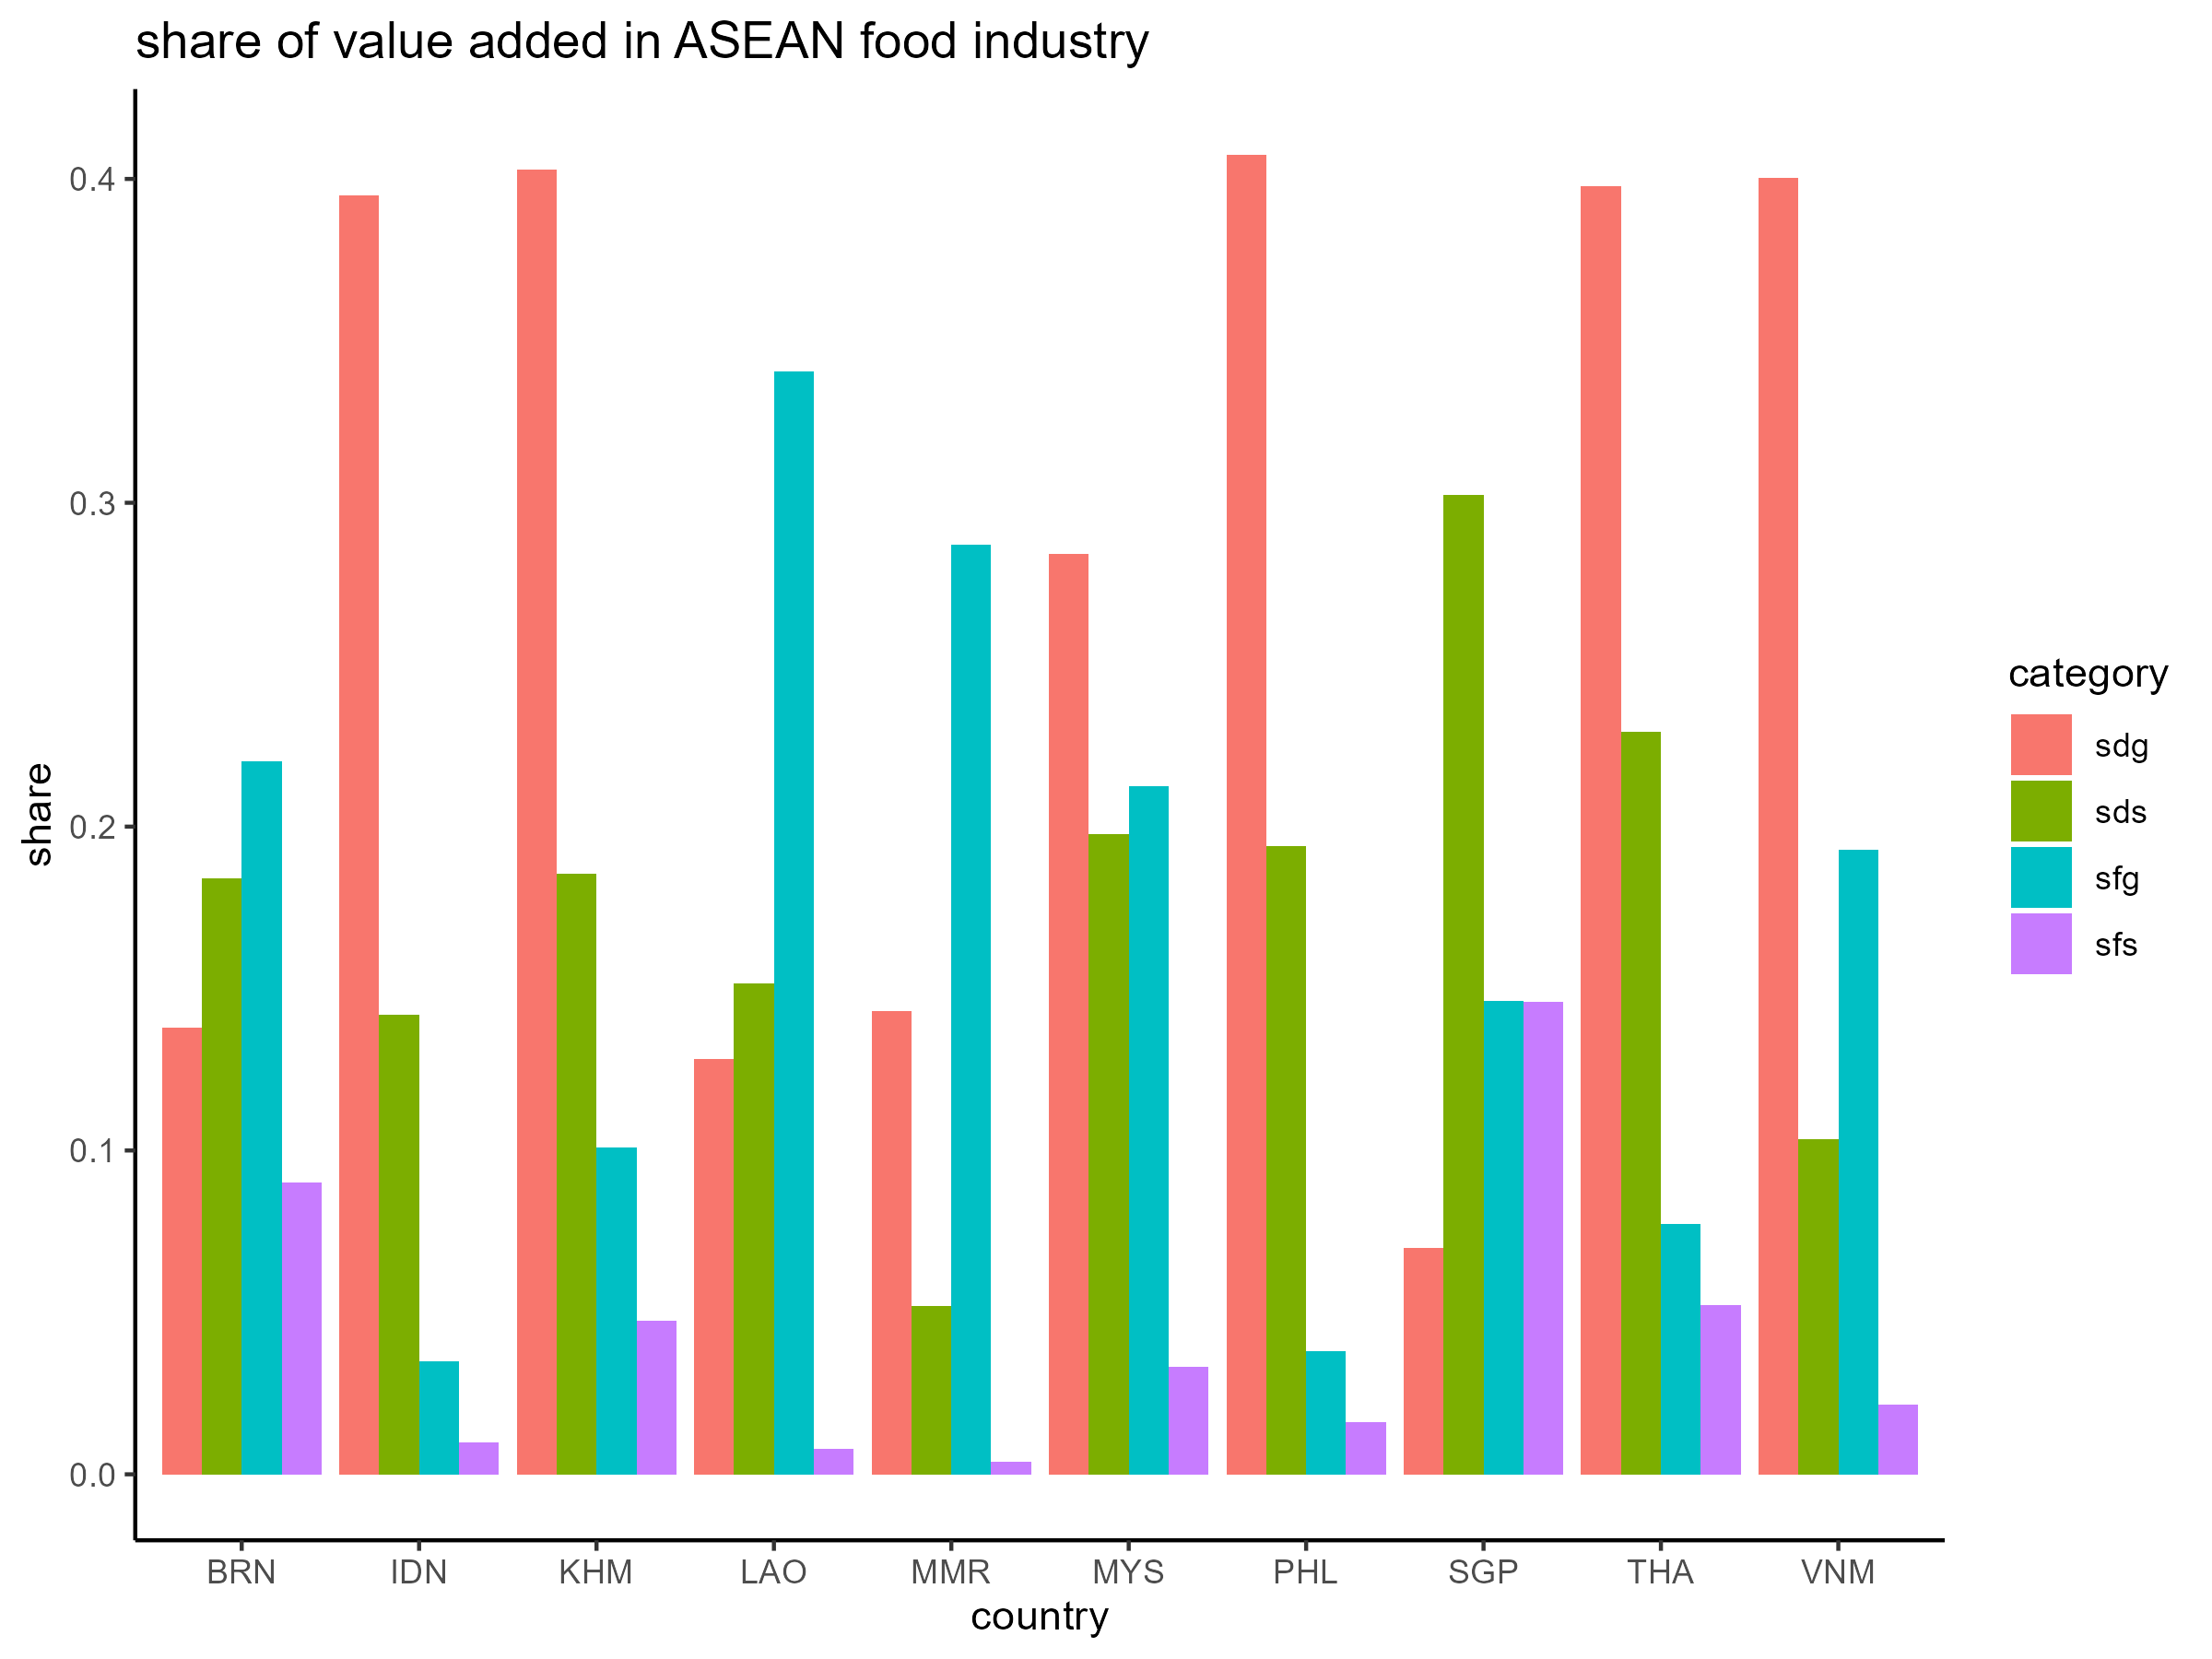 share of value added in ASEAN food industry
share
0.4
0.3
0.2
0.1
0.0
BRN IDN KHM LAO MMR MYS PHL SGP THA VNM
country
category
sdg
sds
sfg
sfs